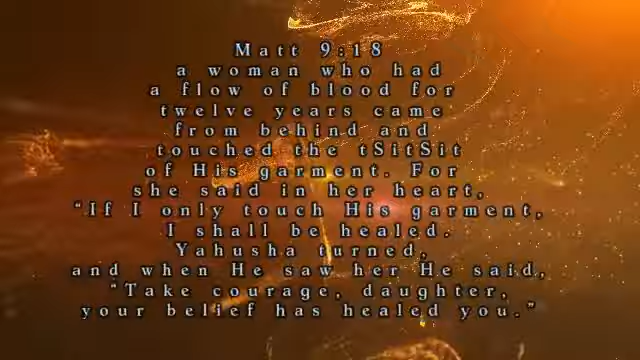 Matt 9:18
a woman who had
a flow of blood for
twelve years came
from behind and
touched the tSitSit
of His garment. For
she said in her heart,
"If I only touch His garment,
I shall be healed.
Yahusha turned,
and when He saw her He said,
"Take courage, daughter,
your belief has healed you."